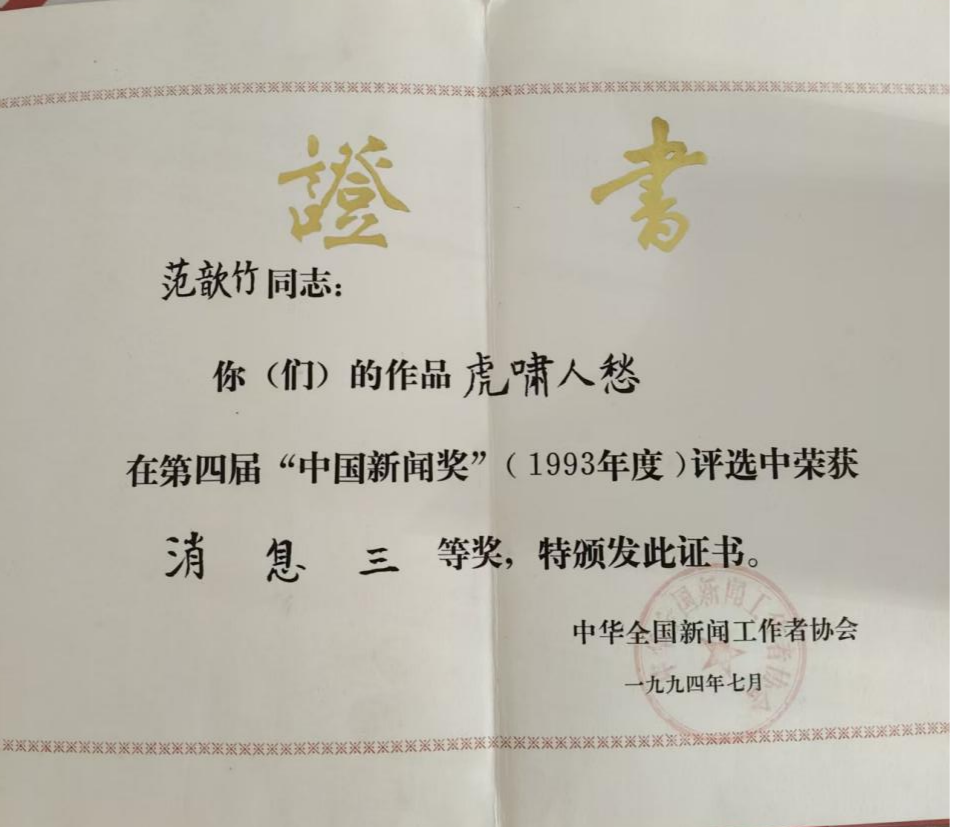 證書
范歆竹同志：
你（们）的作品虎啸人愁
在第四届“中国新闻奖”（1993年度）评选中荣获
消息三等奖，特颁发此证书。
中华全国新闻工作者协会
一九九四年七月